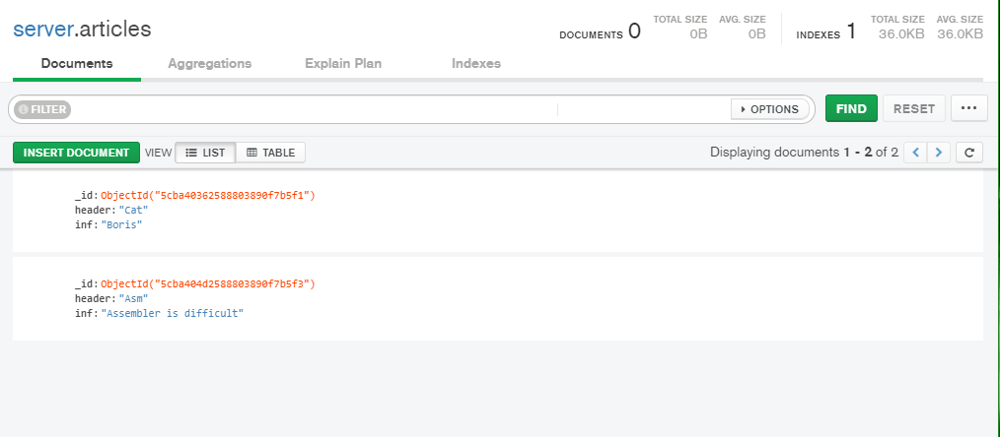 server.articles
DOCUMENTS 0 TOTAL SIZE 0B AVG. SIZE 0B INDEXES 1 TOTAL SIZE 36.0KB AVG. SIZE 36.0KB
Documents Aggregations Explain Plan Indexes
FILTER OPTIONS FIND RESET ...
INSERT DOCUMENT VIEW LIST TABLE Displaying documents 1 - 2 of 2 < > C
_id: ObjectId("5cba40362588803890f7b5f1")
header: "Cat"
inf: "Boris"
_id: ObjectId("5cba404d2588803890f7b5f3")
header: "Asm"
inf: "Assembler is difficult"